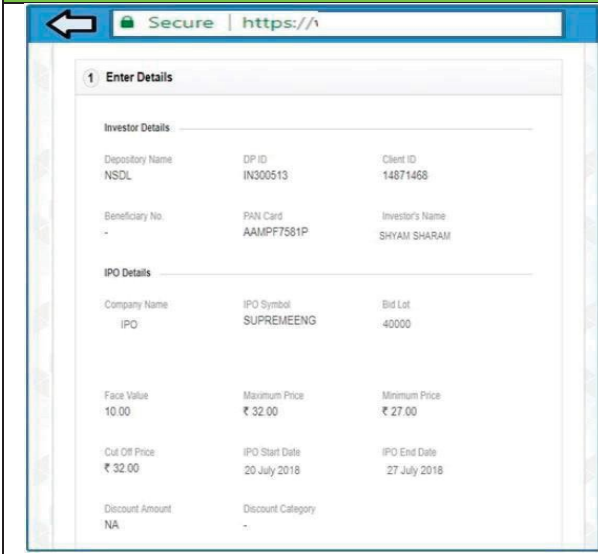 Secure | https://
1 Enter Details
Investor Details
Depository Name DP ID Client ID
NSDL IN300513 14871468
Beneficiary No. PAN Card Investor's Name
- AAMPF7581P SHYAM SHARAM
IPO Details
Company Name IPO Symbol Bid Lot
IPO SUPREMEENG 40000
Face Value Maximum Price Minimum Price
10.00 ₹ 32.00 ₹ 27.00
Cut Off Price IPO Start Date IPO End Date
₹ 32.00 20 July 2018 27 July 2018
Discount Amount Discount Category
NA -